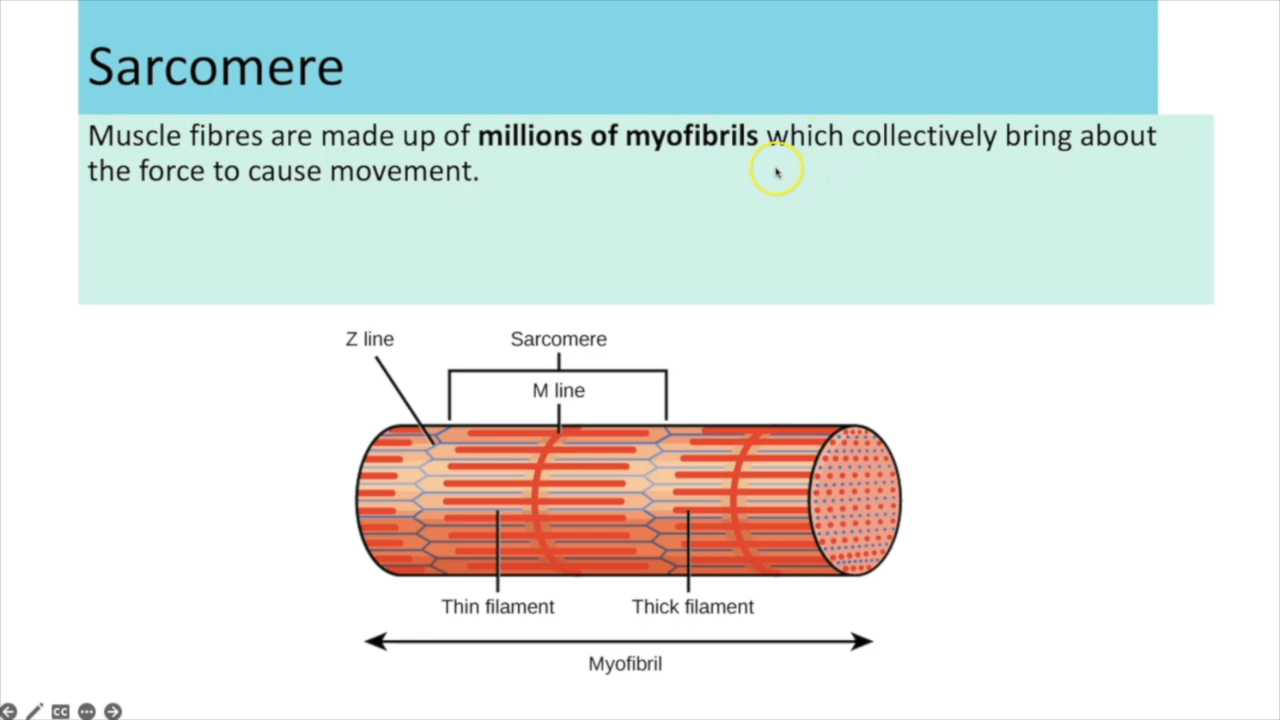 Sarcomere
Muscle fibres are made up of millions of myofibrils which collectively bring about
the force to cause movement.
Z line
Sarcomere
M line
Thin filament
Thick filament
Myofibril
CC